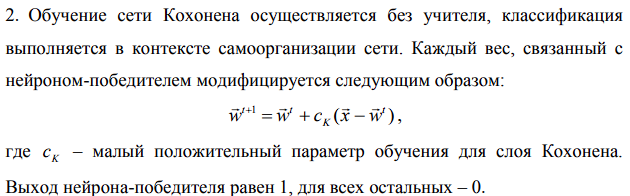 2. Обучение сети Кохонена осуществляется без учителя, классификация
выполняется в контексте самоорганизации сети. Каждый вес, связанный с
нейроном-победителем модифицируется следующим образом:
$\vec{w}^{t+1} = \vec{w}^{t} + c_K(\vec{x} - \vec{w}^{t})$,
где $c_K$ – малый положительный параметр обучения для слоя Кохонена.
Выход нейрона-победителя равен 1, для всех остальных – 0.